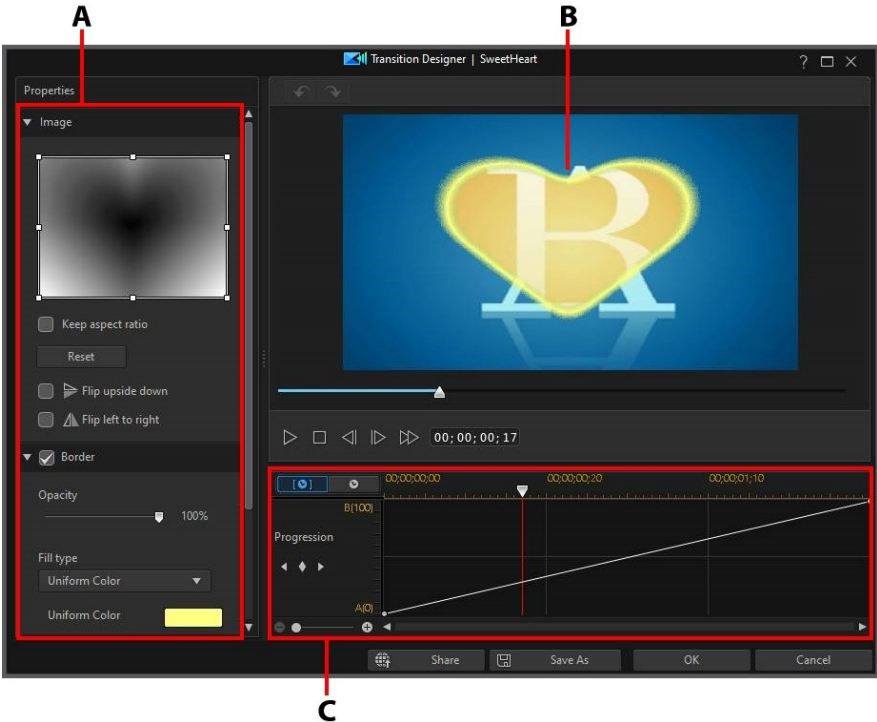 A
B
Transition Designer | SweetHeart
?
Properties
Image
B
A
Keep aspect ratio
Reset
Flip upside down
Flip left to right
00;00;00;17
Border
Opacity
100%
Fill type
Uniform Color
Uniform Color
00;00;00;00
00;00;00;20
00;00;01;10
B(100)
Progression
A(0)
Share
Save As
OK
Cancel
C